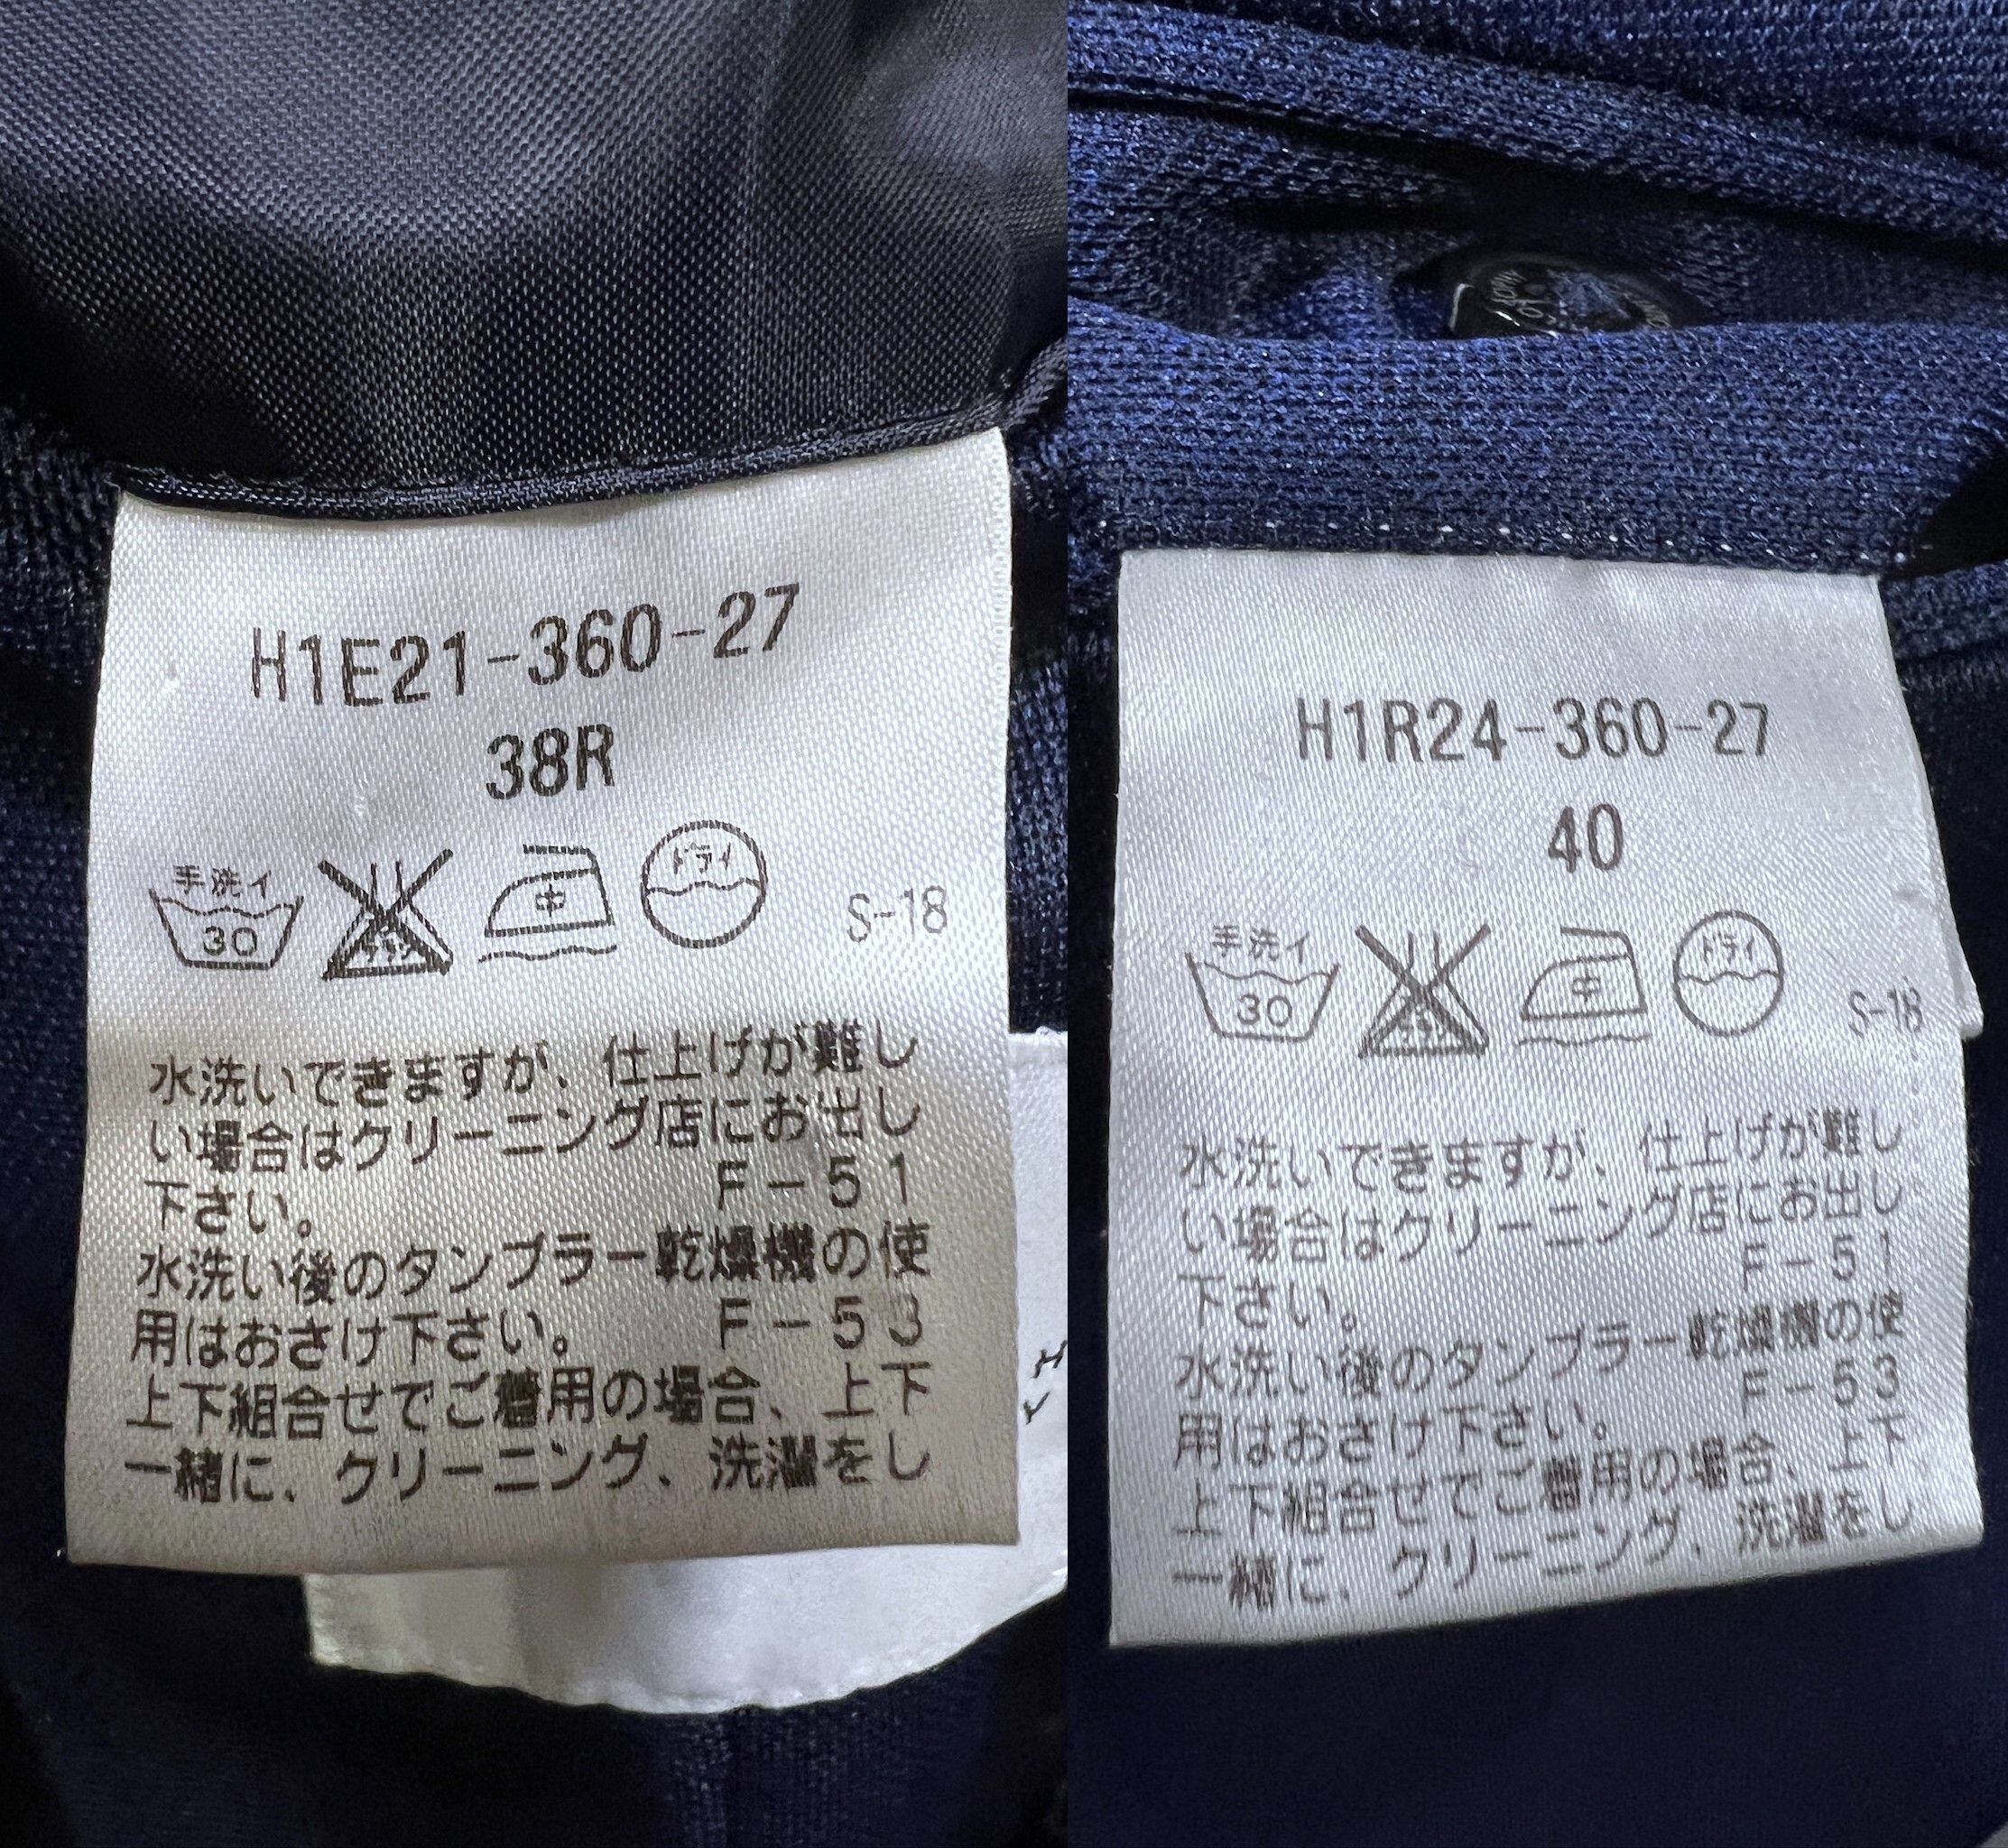 H1E21-360-27
38R
手洗イ
30
中
ドライ
S-18
水洗いできますが、仕上げが難し
い場合はクリーニング店にお出し
下さい。 F-51
水洗い後のタンブラー乾燥機の使
用はおさけ下さい。 F-53
上下組合せでご着用の場合、上下
一緒に、クリーニング、洗濯をし
H1R24-360-27
40
手洗イ
30
中
ドライ
S-18
水洗いできますが、仕上げが難し
い場合はクリーニング店にお出し
下さい。 F-51
水洗い後のタンブラー乾燥機の使
用はおさけ下さい。 F-53
上下組合せでご着用の場合、上下
一緒に、クリーニング、洗濯をし